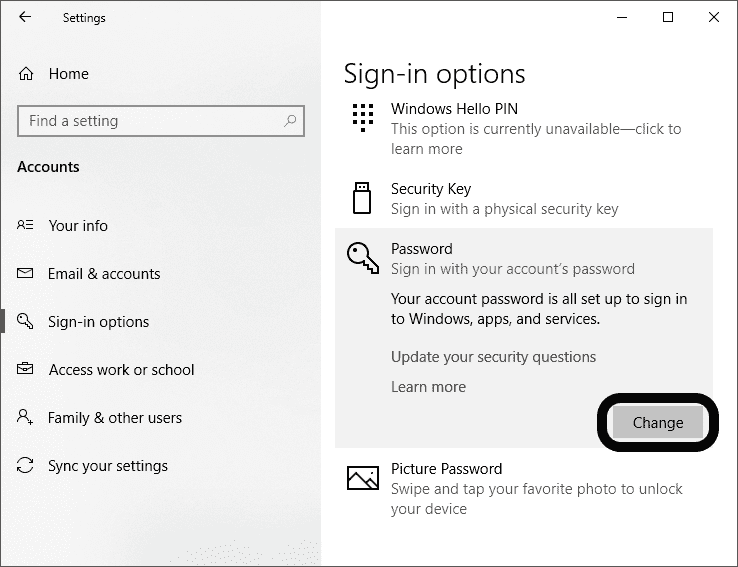 Settings
Home
Find a setting
Accounts
Your info
Email & accounts
Sign-in options
Access work or school
Family & other users
Sync your settings
Sign-in options
Windows Hello PIN
This option is currently unavailable—click to
learn more
Security Key
Sign in with a physical security key
Password
Sign in with your account's password
Your account password is all set up to sign in
to Windows, apps, and services.
Update your security questions
Learn more
Change
Picture Password
Swipe and tap your favorite photo to unlock
your device